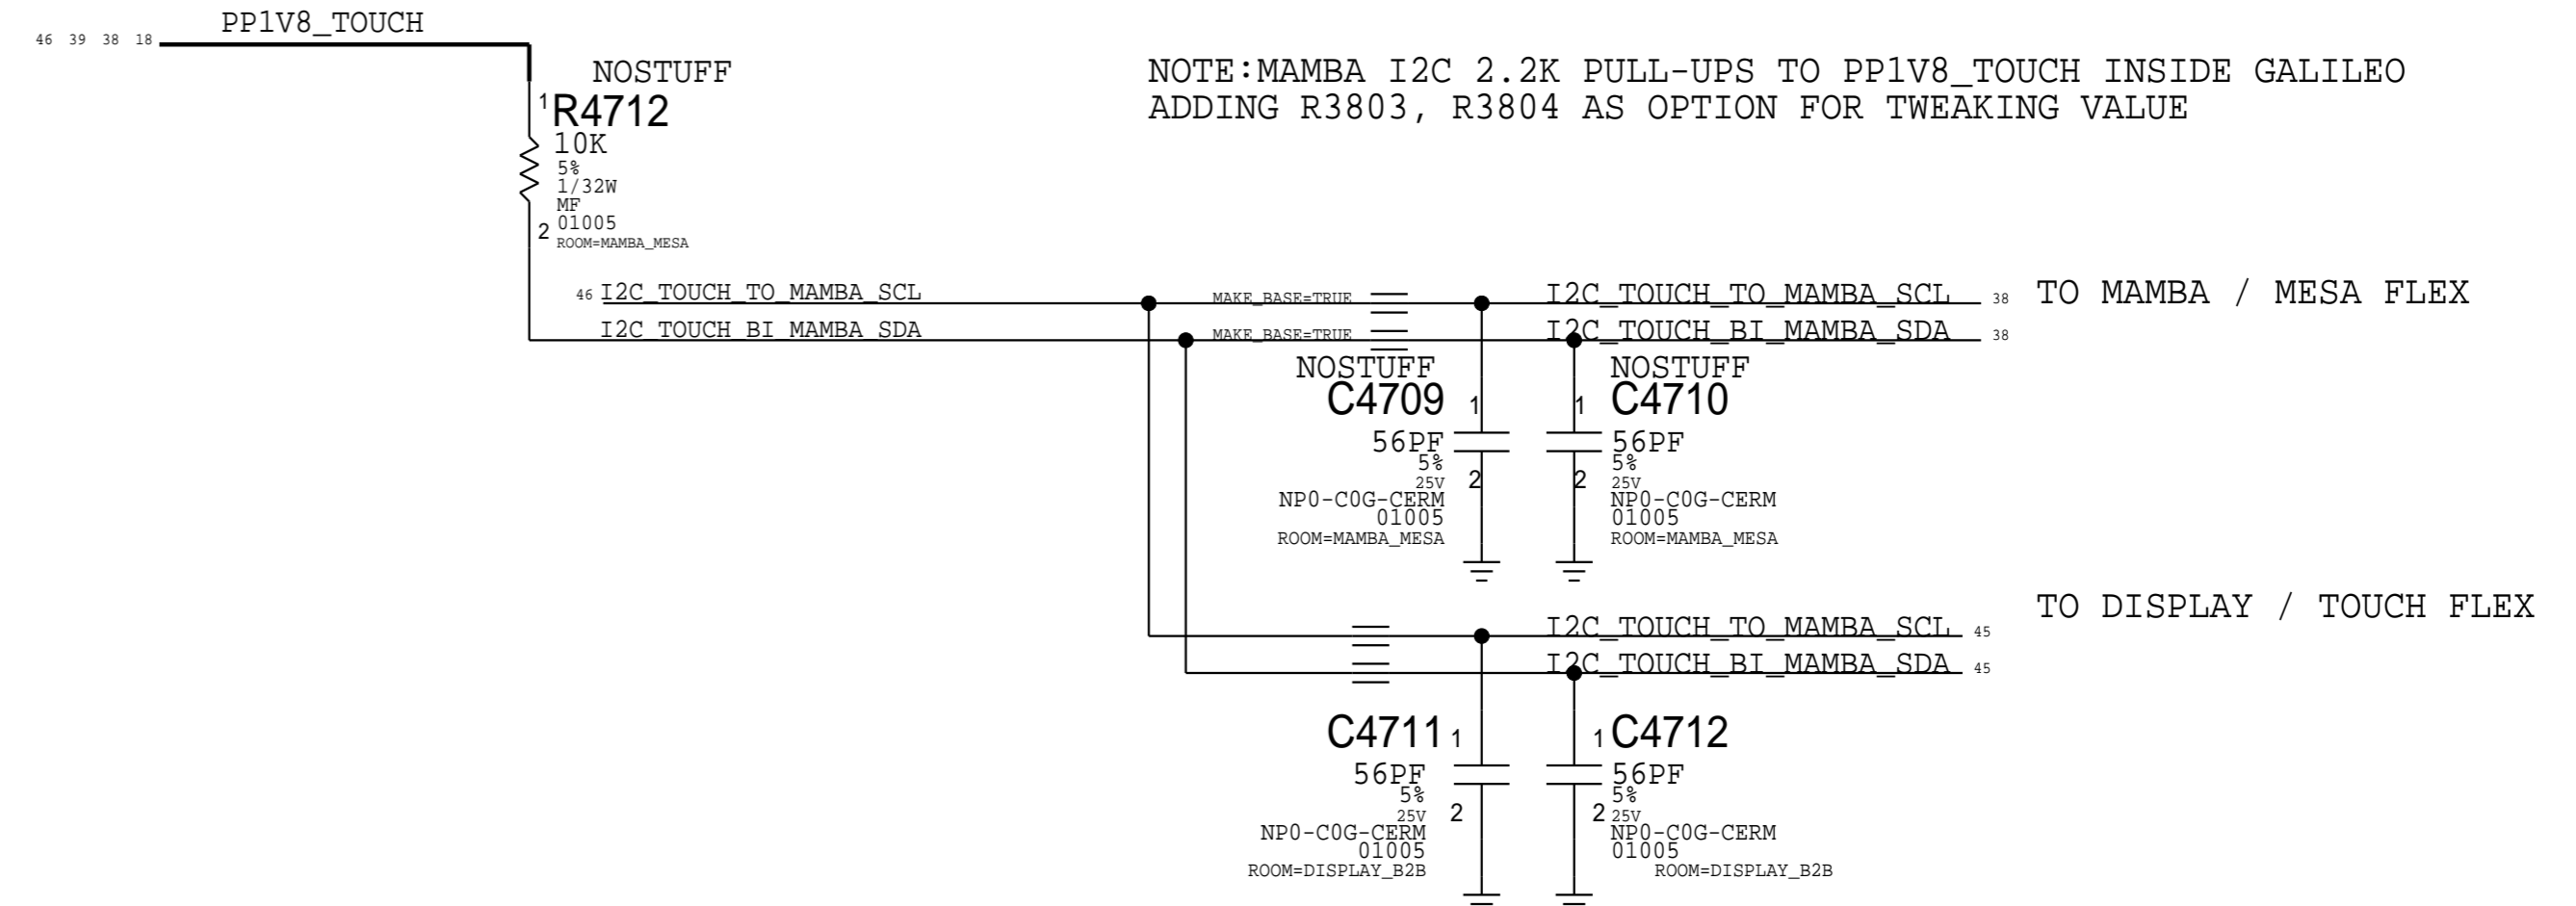 PP1V8_TOUCH
46 39 38 18
NOSTUFF
1
R4712
10K
5%
1/32W
MF
01005
2
ROOM=MAMBA_MESA
NOTE:MAMBA I2C 2.2K PULL-UPS TO PP1V8_TOUCH INSIDE GALILEO
ADDING R3803, R3804 AS OPTION FOR TWEAKING VALUE
46 I2C_TOUCH_TO_MAMBA_SCL
MAKE_BASE=TRUE
I2C_TOUCH_TO_MAMBA_SCL 38
TO MAMBA / MESA FLEX
I2C_TOUCH_BI_MAMBA_SDA
MAKE_BASE=TRUE
I2C_TOUCH_BI_MAMBA_SDA 38
NOSTUFF
C4709
1
56PF
5%
25V
2
NP0-C0G-CERM
01005
ROOM=MAMBA_MESA
NOSTUFF
1
C4710
56PF
5%
2
25V
NP0-C0G-CERM
01005
ROOM=MAMBA_MESA
TO DISPLAY / TOUCH FLEX
I2C_TOUCH_TO_MAMBA_SCL 45
I2C_TOUCH_BI_MAMBA_SDA 45
C4711
1
56PF
5%
25V
2
NP0-C0G-CERM
01005
ROOM=DISPLAY_B2B
1
C4712
56PF
5%
2
25V
NP0-C0G-CERM
01005
ROOM=DISPLAY_B2B